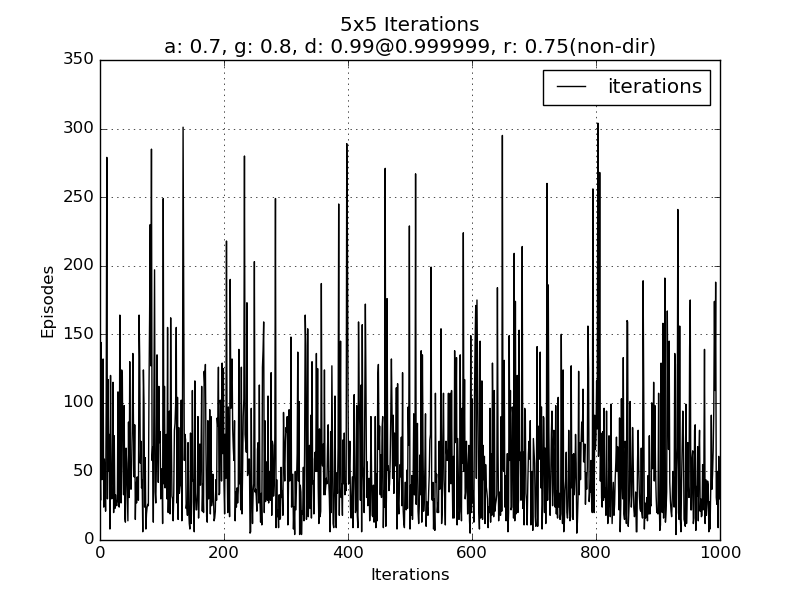 5x5 Iterations
a: 0.7, g: 0.8, d: 0.99@0.999999, r: 0.75(non-dir)
iterations
350
300
250
200
150
100
50
0
Episodes
0 200 400 600 800 1000
Iterations